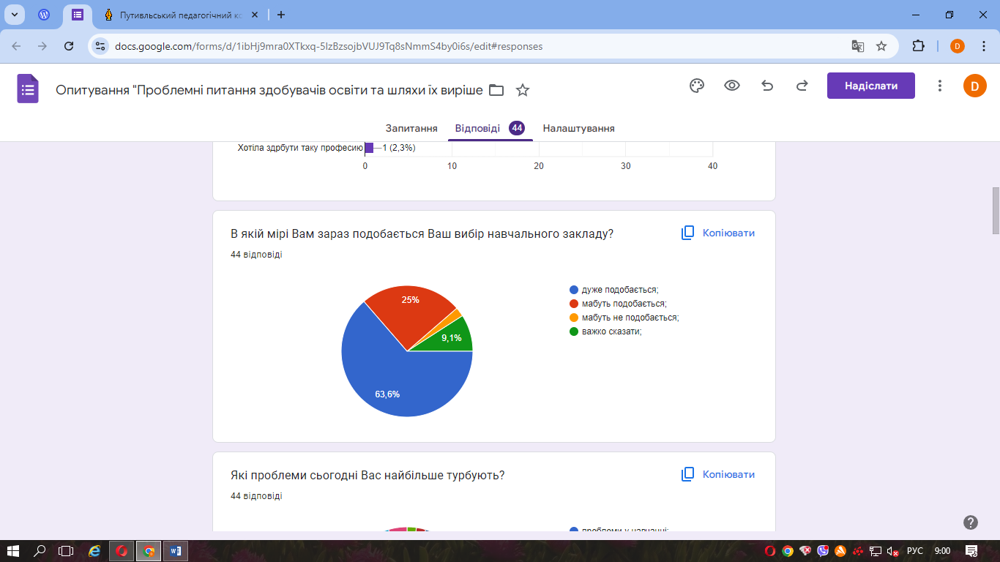 Путивльський педагогічний ко
docs.google.com/forms/d/1ibHj9mra0XTkxq-5lzBzsojbVUJ9Tq8sNmmS4by0i6s/edit#responses
D
Опитування "Проблемні питання здобувачів освіти та шляхи їх виріше
Надіслати
D
Запитання
Відповіді 44
Налаштування
Хотіла здрбути таку професию
1 (2,3%)
0 10 20 30 40
В якій мірі Вам зараз подобається Ваш вибір навчального закладу?
Копіювати
44 відповіді
25%
9,1%
63,6%
дуже подобається;
мабуть подобається;
мабуть не подобається;
важко сказати;
Які проблеми сьогодні Вас найбільше турбують?
Копіювати
44 відповіді
проблеми у навчанні;
РУС
9:00